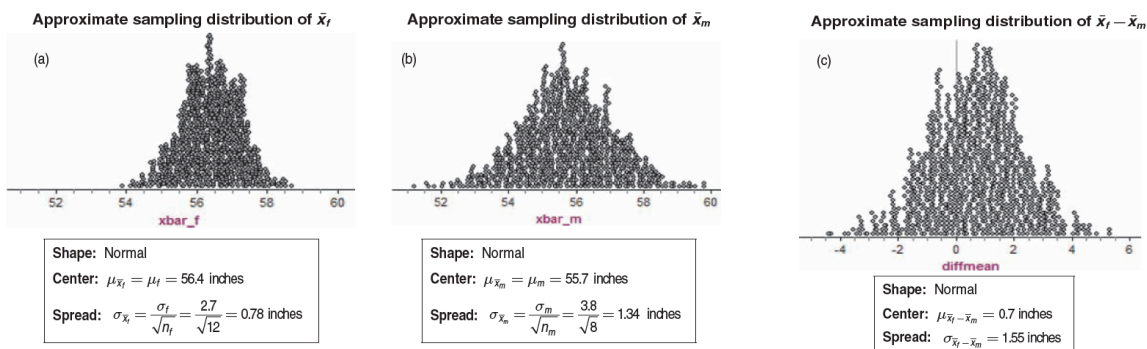 Approximate sampling distribution of x̄_f
(a)
52 54 56 58 60
xbar_f
Shape: Normal
Center: μ_x̄_f = μ_f = 56.4 inches
Spread: σ_x̄_f = σ_f / √n_f = 2.7 / √12 = 0.78 inches
Approximate sampling distribution of x̄_m
(b)
52 54 56 58 60
xbar_m
Shape: Normal
Center: μ_x̄_m = μ_m = 55.7 inches
Spread: σ_x̄_m = σ_m / √n_m = 3.8 / √8 = 1.34 inches
Approximate sampling distribution of x̄_f − x̄_m
(c)
-4 -2 0 2 4 6
diffmean
Shape: Normal
Center: μ_x̄_f − x̄_m = 0.7 inches
Spread: σ_x̄_f − x̄_m = 1.55 inches